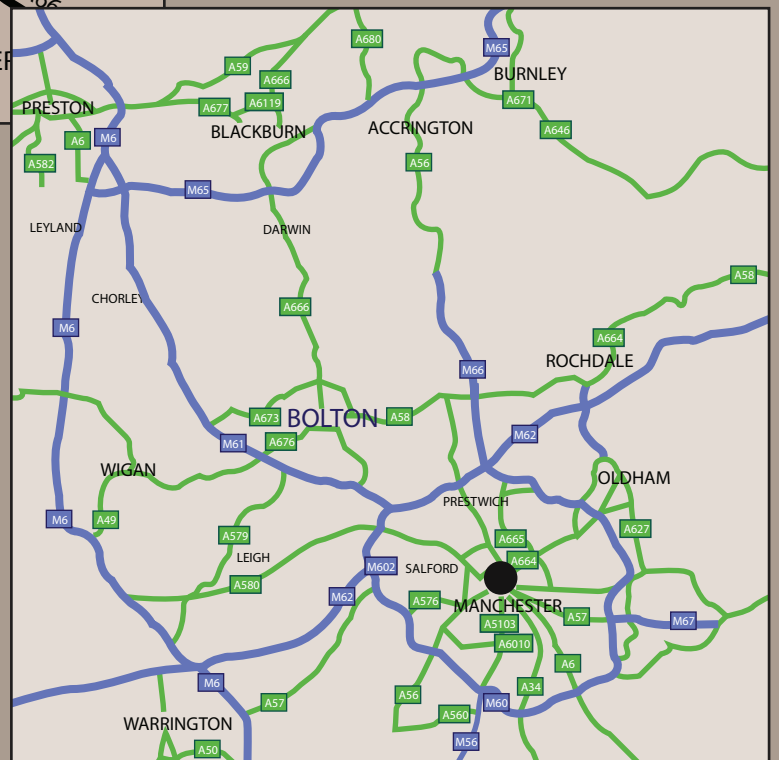 A680
M65
A59
BURNLEY
A666
PRESTON
A677
A6119
A671
BLACKBURN
ACCRINGTON
A646
A6
M6
A582
A56
M65
LEYLAND
DARWIN
A58
CHORLEY
A666
M6
A664
ROCHDALE
M66
A673
BOLTON
A58
M61
A676
M62
WIGAN
OLDHAM
PRESTWICH
M6
A49
A627
A579
A665
LEIGH
A664
M602
SALFORD
A580
M62
A576
MANCHESTER
A57
A5103
M67
A6010
A6
M6
A34
A56
A57
M60
A560
WARRINGTON
M56
A50